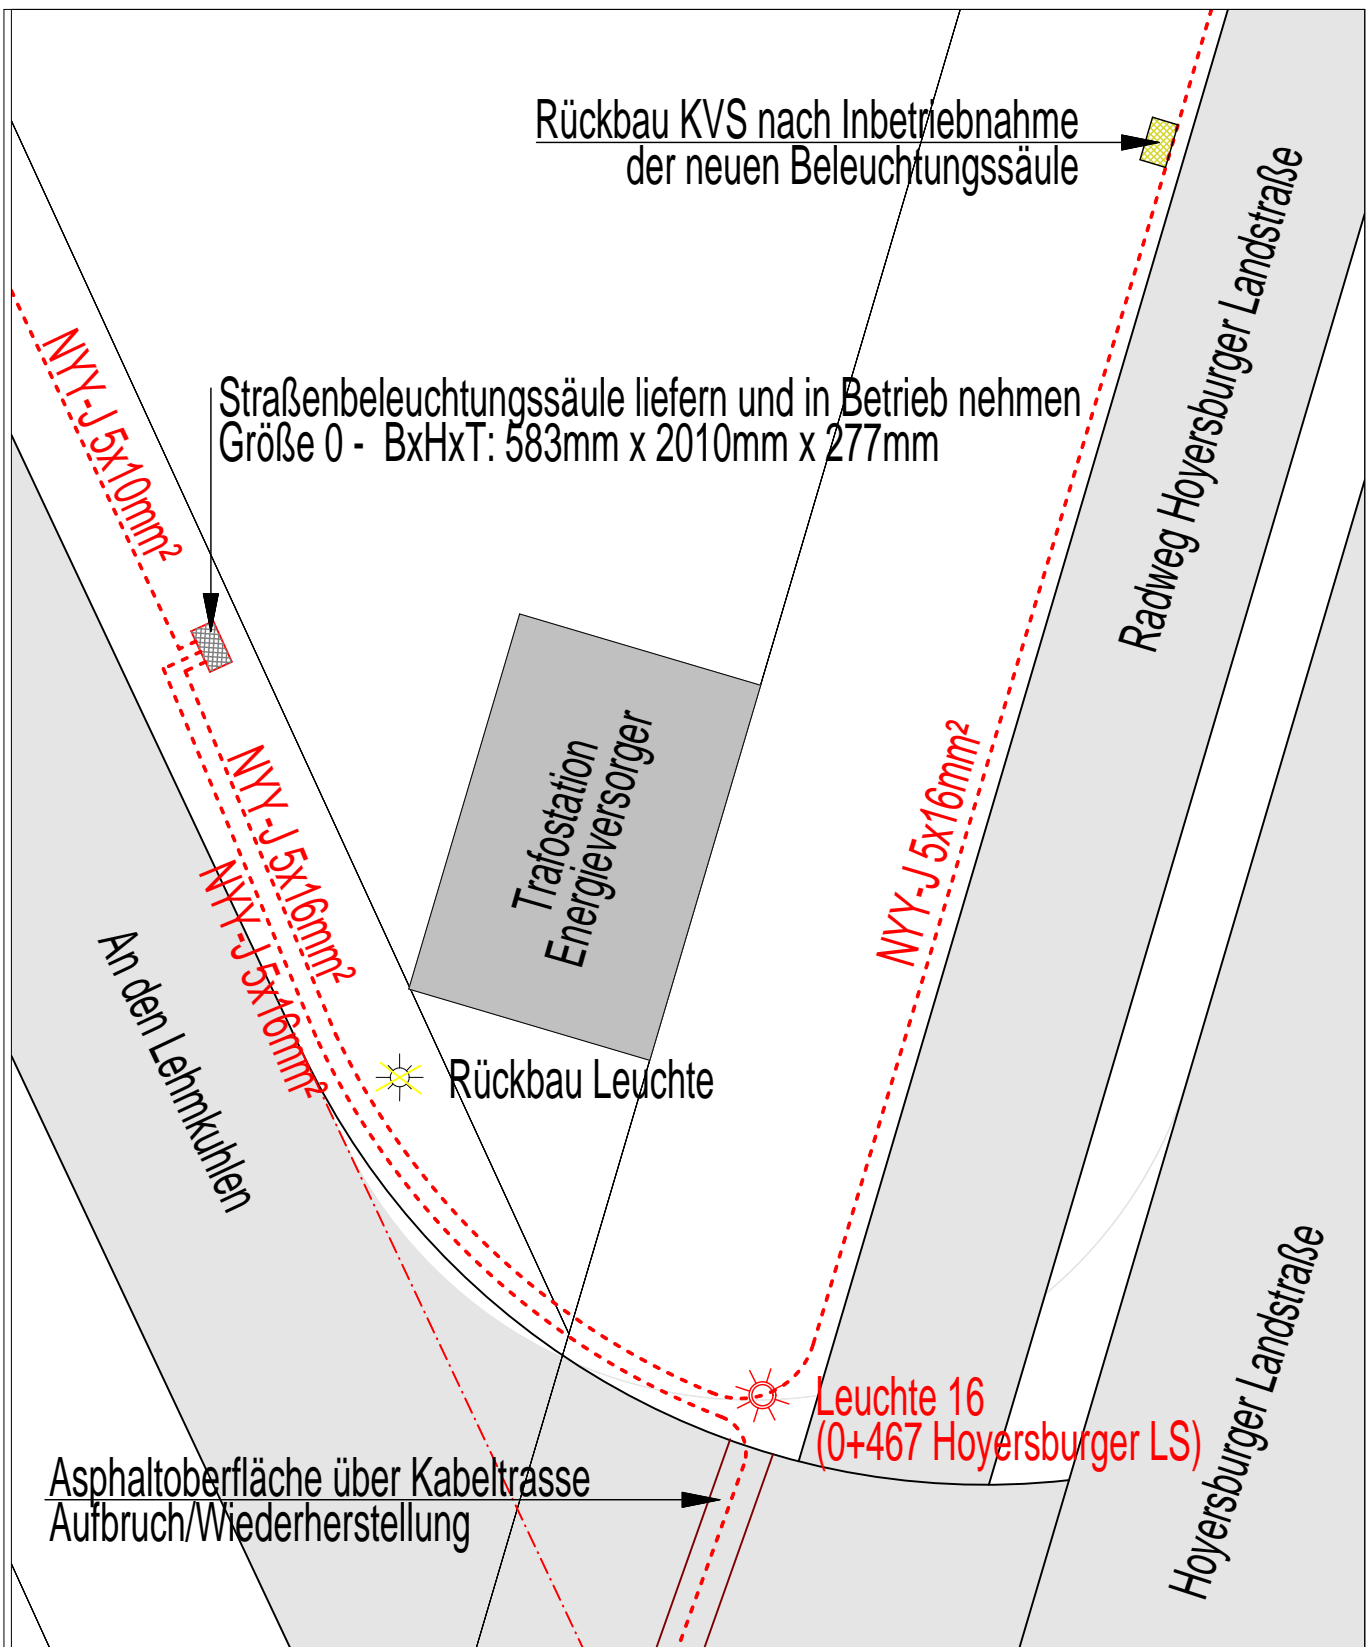 Rückbau KVS nach Inbetriebnahme
der neuen Beleuchtungssäule
Radweg Hoyersburger Landstraße
NYY-J 5x10mm²
Straßenbeleuchtungssäule liefern und in Betrieb nehmen
Größe 0 - BxHxT: 583mm x 2010mm x 277mm
Trafostation
Energieversorger
NYY-J 5x16mm²
NYY-J 5x16mm²
NYY-J 5x16mm²
An den Lehmkuhlen
Rückbau Leuchte
Leuchte 16
(0+467 Hoyersburger LS)
Hoyersburger Landstraße
Asphaltoberfläche über Kabeltrasse
Aufbruch/Wiederherstellung